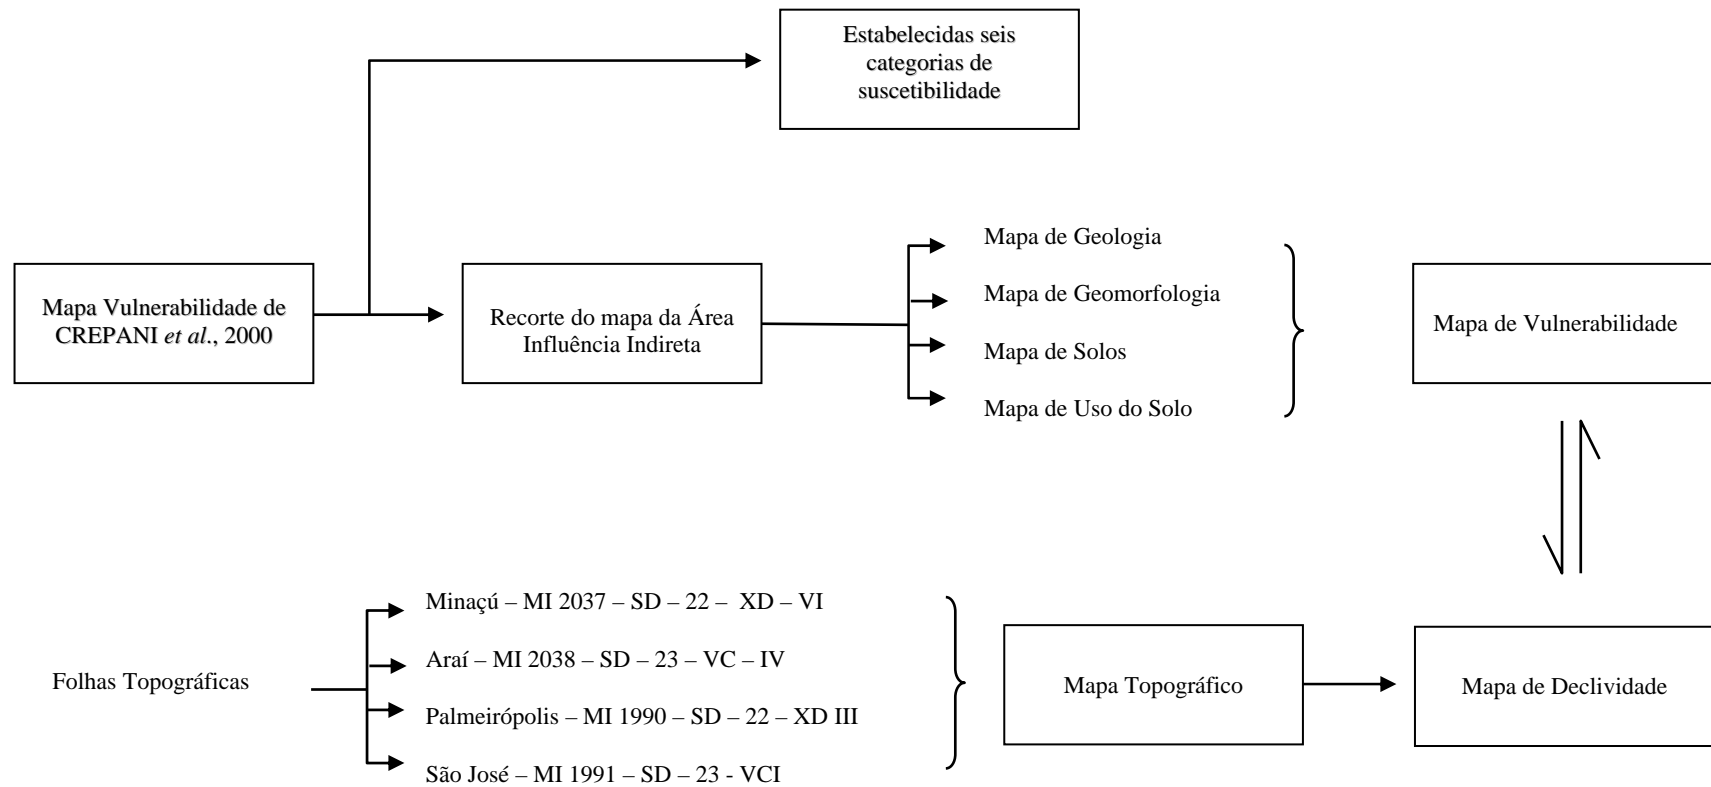 Estabelecidas seis
categorias de
suscetibilidade
Mapa Vulnerabilidade de
CREPANI et al., 2000
Recorte do mapa da Área
Influência Indireta
Mapa de Geologia
Mapa de Geomorfologia
Mapa de Solos
Mapa de Uso do Solo
Mapa de Vulnerabilidade
Folhas Topográficas
Minaçú – MI 2037 – SD – 22 – XD – VI
Araí – MI 2038 – SD – 23 – VC – IV
Palmeirópolis – MI 1990 – SD – 22 – XD III
São José – MI 1991 – SD – 23 - VCI
Mapa Topográfico
Mapa de Declividade